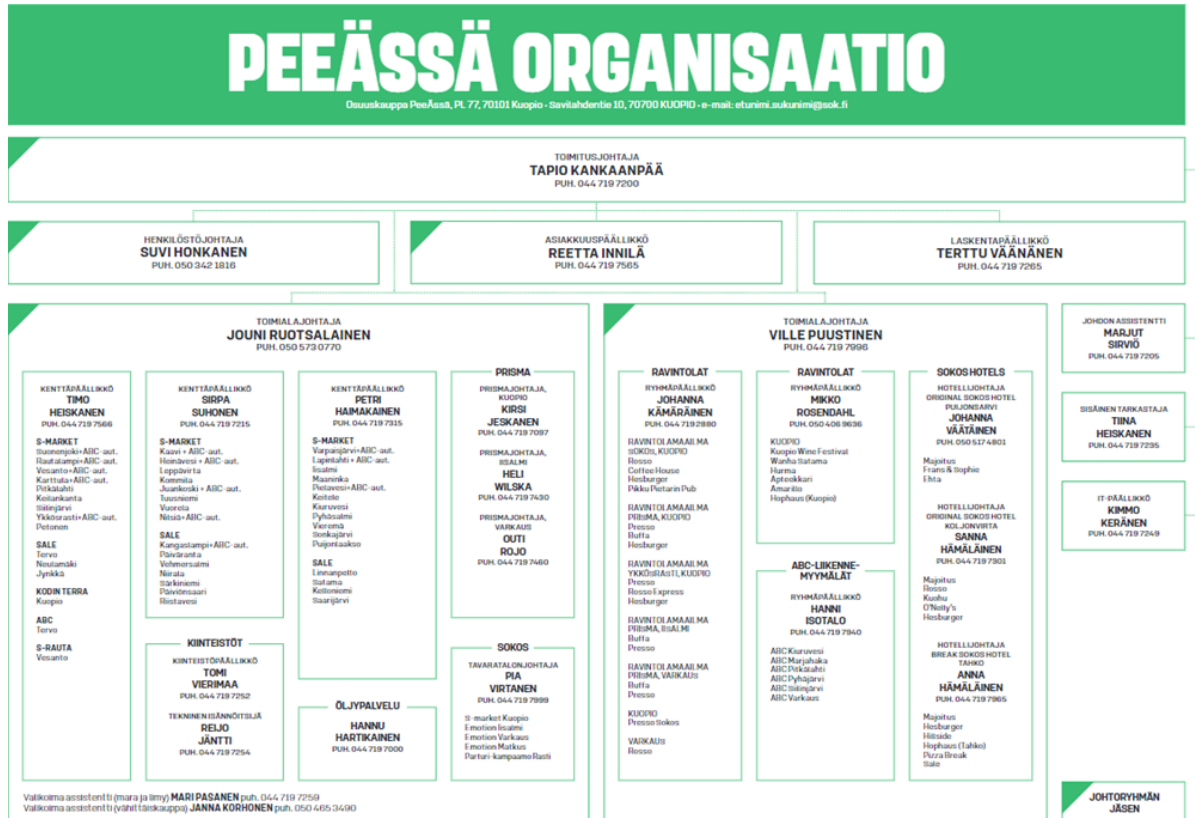 PEEÄSSÄ ORGANISAATIO
Osuuskauppa PeeÄssä, PL 77, 70101 Kuopio • Savilahdentie 10, 70700 KUOPIO • e-mail: etunimi.sukunimi@sok.fi
TOIMITUSJOHTAJA
TAPIO KANKAANPÄÄ
PUH. 044 719 7200
HENKILÖSTÖJOHTAJA
SUVI HONKANEN
PUH. 050 342 1816
ASIAKKUUSPÄÄLLIKKÖ
REETTA INNILÄ
PUH. 044 719 7565
LASKENTAPÄÄLLIKKÖ
TERTTU VÄÄNÄNEN
PUH. 044 719 7265
TOIMIALAJOHTAJA
JOUNI RUOTSALAINEN
PUH. 050 573 0770
KENTTÄPÄÄLLIKKÖ
TIMO
HEISKANEN
PUH. 044 719 7566
S-MARKET
Suonenjoki+ABC-aut.
Rautalampi+ABC-aut.
Vesanto+ABC-aut.
Karttula+ABC-aut.
Pitkälahti
Keilankanta
Siilinjärvi
Ykkösrasti+ABC-aut.
Petonen
SALE
Tervo
Neulamäki
Jynkkä
KODIN TERRA
Kuopio
ABC
Tervo
S-RAUTA
Vesanto
KENTTÄPÄÄLLIKKÖ
SIRPA
SUHONEN
PUH. 044 719 7215
S-MARKET
Kaavi + ABC-aut.
Heinävesi + ABC-aut.
Leppävirta
Kommila
Juankoski + ABC-aut.
Tuusniemi
Vuorela
Nilsiä+ABC-aut.
SALE
Kangaslampi+ABC-aut.
Päiväranta
Vehmersalmi
Niirala
Särkiniemi
Päiviönsaari
Riistavesi
KIINTEISTÖT
KIINTEISTÖPÄÄLLIKKÖ
TOMI
VIERIMAA
PUH. 044 719 7252
TEKNINEN ISÄNNÖITSIJÄ
REIJO
JÄNTTI
PUH. 044 719 7254
KENTTÄPÄÄLLIKKÖ
PETRI
HAIMAKAINEN
PUH. 044 719 7315
S-MARKET
Varpaisjärvi+ABC-aut.
Lapinlahti + ABC-aut.
Iisalmi
Maaninka
Pielavesi+ABC-aut.
Keitele
Kiuruvesi
Pyhäsalmi
Vieremä
Sonkajärvi
Puijonlaakso
SALE
Linnanpelto
Satama
Kelloniemi
Saarijärvi
ÖLJYPALVELU
HANNU
HARTIKAINEN
PUH. 044 719 7000
PRISMA
PRISMAJOHTAJA,
KUOPIO
KIRSI
JESKANEN
PUH. 044 719 7097
PRISMAJOHTAJA,
IISALMI
HELI
WILSKA
PUH. 044 719 7430
PRISMAJOHTAJA,
VARKAUS
OUTI
ROJO
PUH. 044 719 7460
SOKOS
TAVARATALONJOHTAJA
PIA
VIRTANEN
PUH. 044 719 7999
S-market Kuopio
Emotion Iisalmi
Emotion Varkaus
Emotion Matkus
Parturi-kampaamo Rasti
Valikoima assistentti (mara ja limy) MARI PASANEN puh. 044 719 7259
Valikoima assistentti (vähittäiskauppa) JANNA KORHONEN puh. 050 465 3490
TOIMIALAJOHTAJA
VILLE PUUSTINEN
PUH. 044 719 7996
RAVINTOLAT
RYHMÄPÄÄLLIKKÖ
JOHANNA
KÄMÄRÄINEN
PUH. 044 719 2880
RAVINTOLAMAAILMA
SOKOS, KUOPIO
Rosso
Coffee House
Hesburger
Pikku Pietarin Pub
RAVINTOLAMAAILMA
PRISMA, KUOPIO
Presso
Buffa
Hesburger
RAVINTOLAMAAILMA
YKKÖSRASTI, KUOPIO
Presso
Rosso Express
Hesburger
RAVINTOLAMAAILMA
PRISMA, IISALMI
Buffa
Presso
RAVINTOLAMAAILMA
PRISMA, VARKAUS
Buffa
Presso
KUOPIO
Presso Sokos
VARKAUS
Rosso
RAVINTOLAT
RYHMÄPÄÄLLIKKÖ
MIKKO
ROSENDAHL
PUH. 050 406 9636
KUOPIO
Kuopio Wine Festival
Wanha Satama
Hurma
Apteekkari
Amarillo
Hophaus (Kuopio)
ABC-LIIKENNE-
MYYMÄLÄT
RYHMÄPÄÄLLIKKÖ
HANNI
ISOTALO
PUH. 044 719 7940
ABC Kiuruvesi
ABC Marjahaka
ABC Pitkälahti
ABC Pyhäjärvi
ABC Siilinjärvi
ABC Varkaus
SOKOS HOTELS
HOTELLIJOHTAJA
ORIGINAL SOKOS HOTEL
PUIJONSARVI
JOHANNA
VÄÄTÄINEN
PUH. 050 517 4801
Majoitus
Frans & Sophie
Ehta
HOTELLIJOHTAJA
ORIGINAL SOKOS HOTEL
KOLJONVIRTA
SANNA
HÄMÄLÄINEN
PUH. 044 719 7901
Majoitus
Rosso
Kuohu
O'Nelly's
Hesburger
HOTELLIJOHTAJA
BREAK SOKOS HOTEL
TAHKO
ANNA
HÄMÄLÄINEN
PUH. 044 719 7965
Majoitus
Hesburger
Hillside
Hophaus (Tahko)
Pizza Break
Sale
JOHDON ASSISTENTTI
MARJUT
SIRVIÖ
PUH. 044 719 7205
SISÄINEN TARKASTAJA
TIINA
HEISKANEN
PUH. 044 719 7235
IT-PÄÄLLIKKÖ
KIMMO
KERÄNEN
PUH. 044 719 7249
JOHTORYHMÄN
JÄSEN